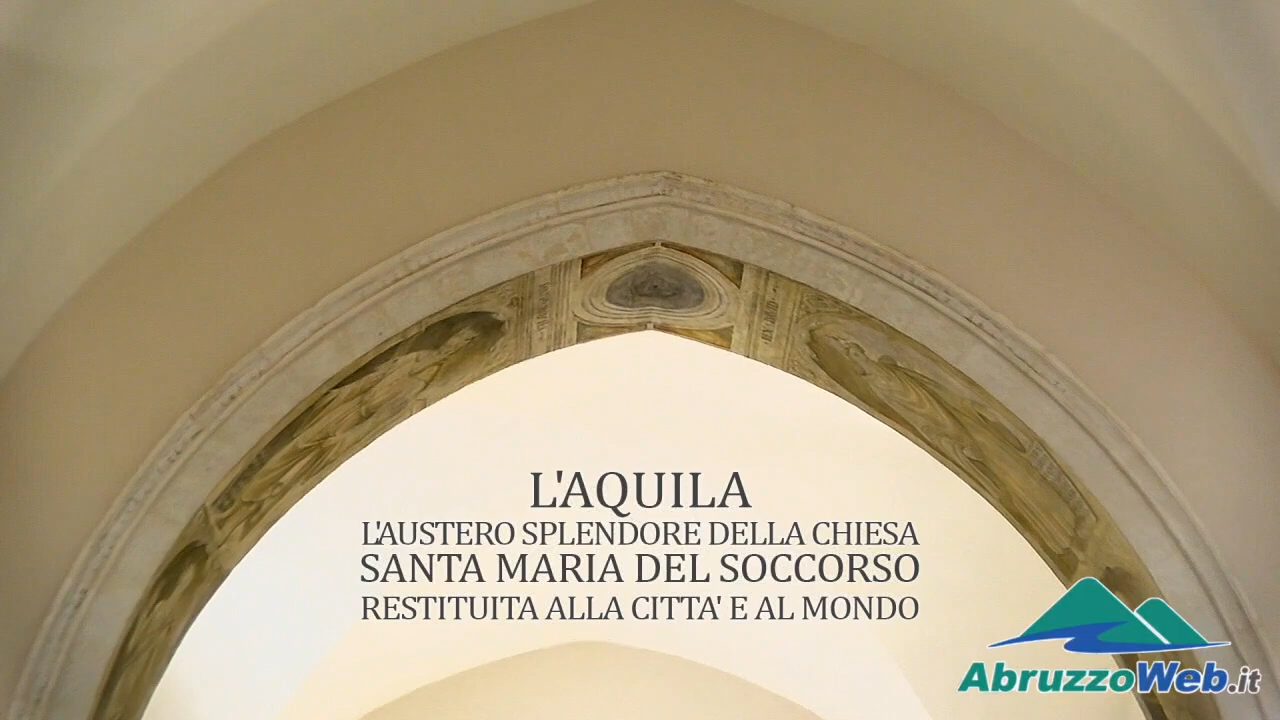 L'AQUILA
L'AUSTERO SPLENDORE DELLA CHIESA
SANTA MARIA DEL SOCCORSO
RESTITUITA ALLA CITTA' E AL MONDO
AbruzzoWeb.it